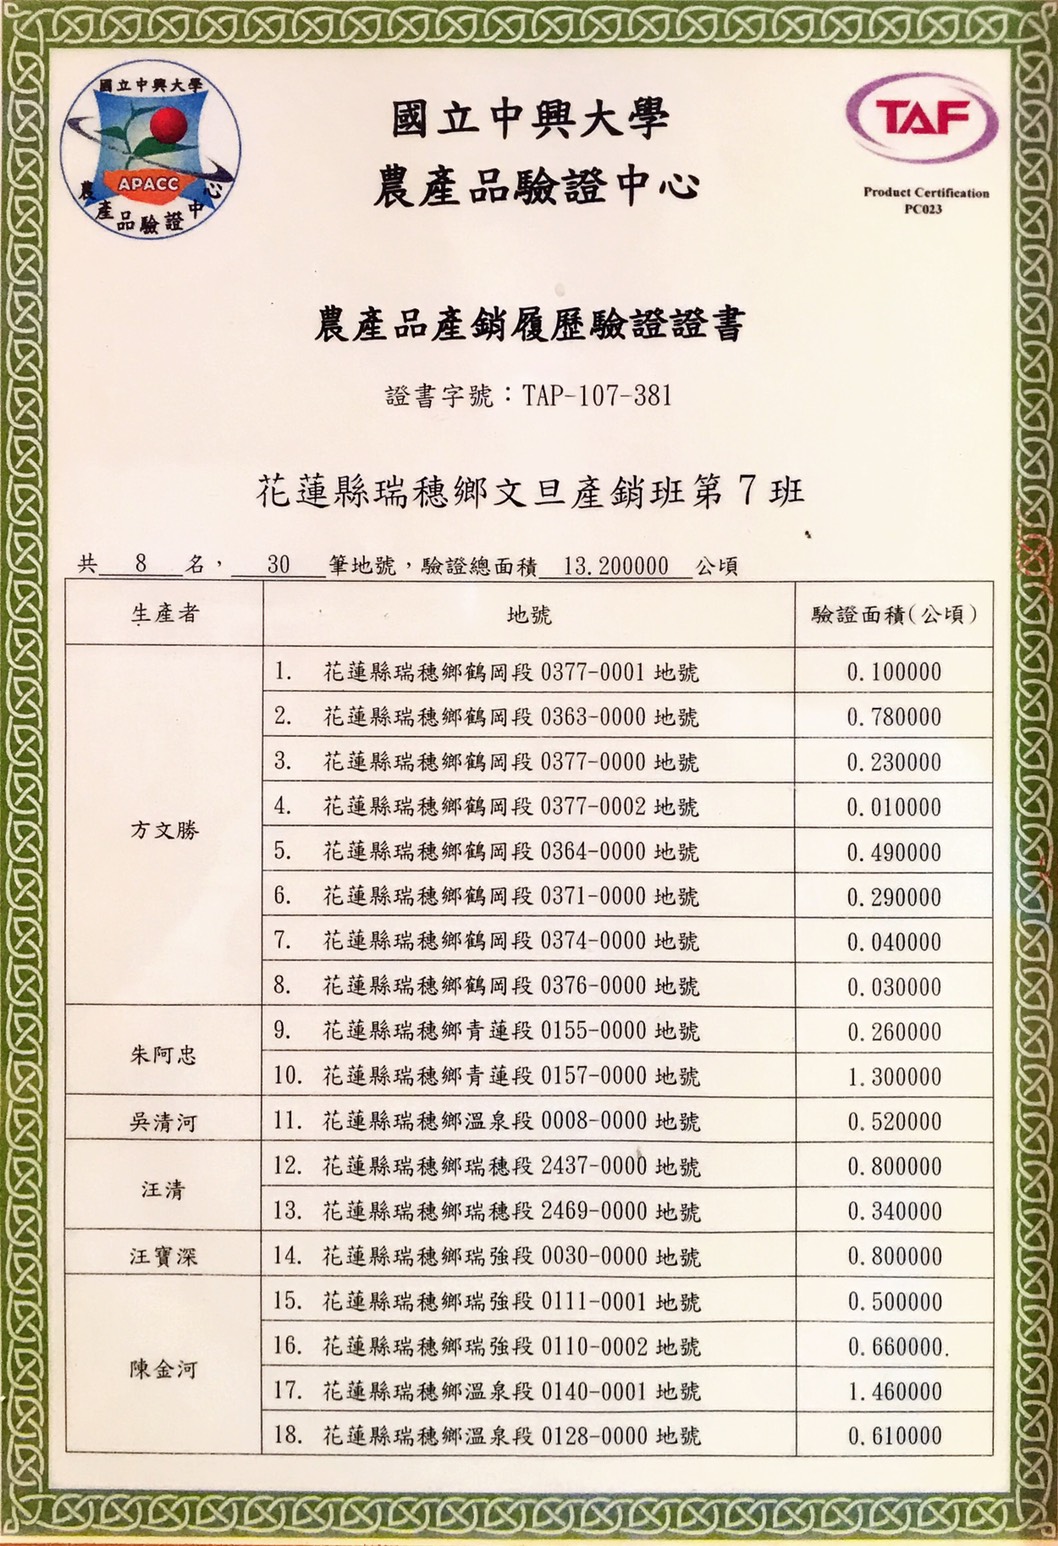 國立中興大學
APACC
農產品驗證中心
國立中興大學
農產品驗證中心
TAF
Product Certification
PC023
農產品產銷履歷驗證證書
證書字號：TAP-107-381
花蓮縣瑞穗鄉文旦產銷班第7班
共 8 名， 30 筆地號，驗證總面積 13.200000 公頃
生產者 地號 驗證面積(公頃)
方文勝
1. 花蓮縣瑞穗鄉鶴岡段 0377-0001 地號 0.100000
2. 花蓮縣瑞穗鄉鶴岡段 0363-0000 地號 0.780000
3. 花蓮縣瑞穗鄉鶴岡段 0377-0000 地號 0.230000
4. 花蓮縣瑞穗鄉鶴岡段 0377-0002 地號 0.010000
5. 花蓮縣瑞穗鄉鶴岡段 0364-0000 地號 0.490000
6. 花蓮縣瑞穗鄉鶴岡段 0371-0000 地號 0.290000
7. 花蓮縣瑞穗鄉鶴岡段 0374-0000 地號 0.040000
8. 花蓮縣瑞穗鄉鶴岡段 0376-0000 地號 0.030000
朱阿忠
9. 花蓮縣瑞穗鄉青蓮段 0155-0000 地號 0.260000
10. 花蓮縣瑞穗鄉青蓮段 0157-0000 地號 1.300000
吳清河
11. 花蓮縣瑞穗鄉溫泉段 0008-0000 地號 0.520000
汪清
12. 花蓮縣瑞穗鄉瑞穗段 2437-0000 地號 0.800000
13. 花蓮縣瑞穗鄉瑞穗段 2469-0000 地號 0.340000
汪寶深
14. 花蓮縣瑞穗鄉瑞強段 0030-0000 地號 0.800000
陳金河
15. 花蓮縣瑞穗鄉瑞強段 0111-0001 地號 0.500000
16. 花蓮縣瑞穗鄉瑞強段 0110-0002 地號 0.660000
17. 花蓮縣瑞穗鄉溫泉段 0140-0001 地號 1.460000
18. 花蓮縣瑞穗鄉溫泉段 0128-0000 地號 0.610000